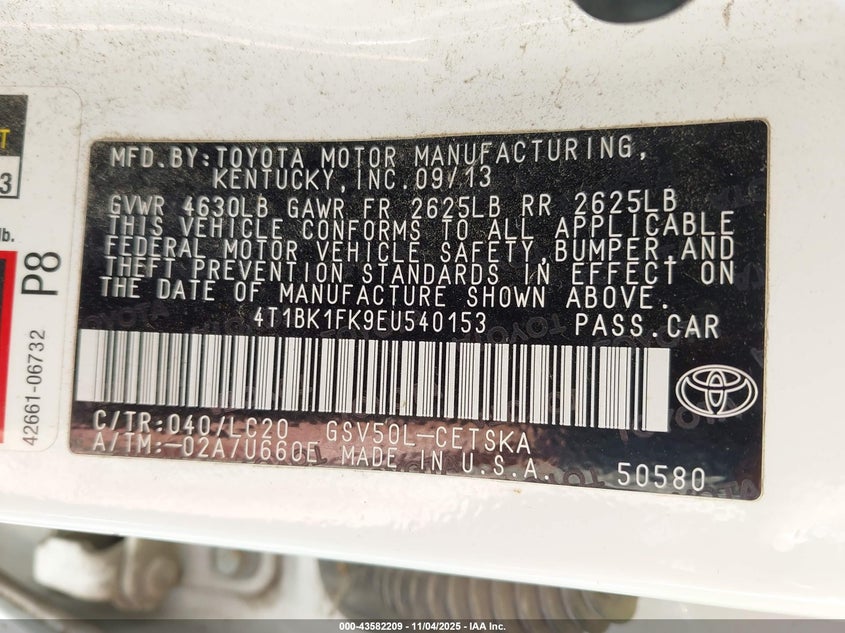 MFD.BY:TOYOTA MOTOR MANUFACTURING,
KENTUCKY,INC.09/13
GVWR 4630LB GAWR FR 2625LB RR 2625LB
THIS VEHICLE CONFORMS TO ALL APPLICABLE
FEDERAL MOTOR VEHICLE SAFETY,BUMPER,AND
THEFT PREVENTION STANDARDS IN EFFECT ON
THE DATE OF MANUFACTURE SHOWN ABOVE.
4T1BK1FK9EU540153 PASS.CAR
C/TR:040/LC20 GSV50L-CETSKA
A/TM:-02A/U660E MADE IN U.S.A.
50580
T
3
lb.
P8
42661-06732
000-43582209 - 11/04/2025 - IAA Inc.